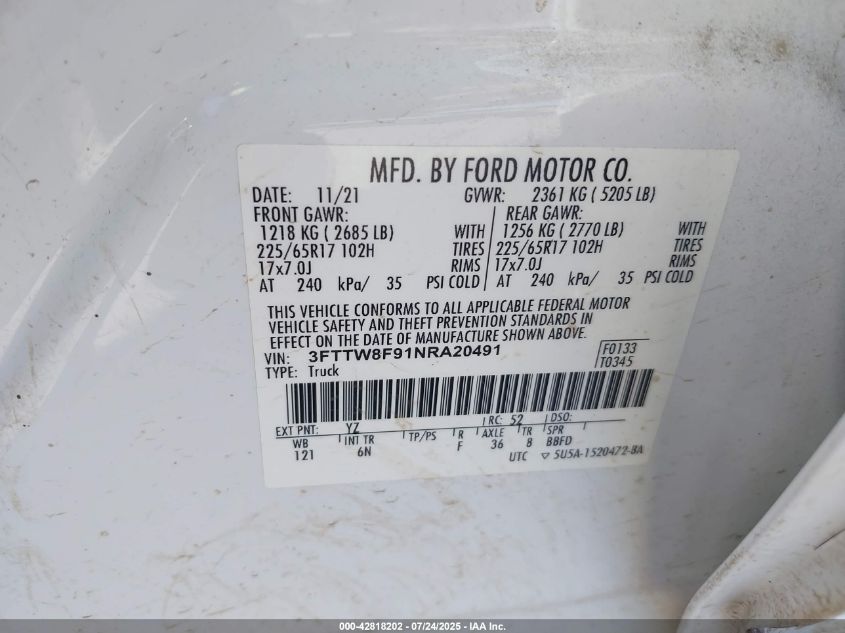 MFD. BY FORD MOTOR CO.
DATE: 11/21 GVWR: 2361 KG ( 5205 LB)
FRONT GAWR: REAR GAWR:
1218 KG ( 2685 LB) WITH 1256 KG ( 2770 LB) WITH
225/65R17 102H TIRES 225/65R17 102H TIRES
17x7.0J RIMS 17x7.0J RIMS
AT 240 kPa/ 35 PSI COLD AT 240 kPa/ 35 PSI COLD
THIS VEHICLE CONFORMS TO ALL APPLICABLE FEDERAL MOTOR
VEHICLE SAFETY AND THEFT PREVENTION STANDARDS IN
EFFECT ON THE DATE OF MANUFACTURE SHOWN ABOVE.
VIN: 3FTTW8F91NRA20491 F0133
TYPE: Truck T0345
EXT PNT: YZ RC: 52 DSO:
WB INT TR TP/PS R AXLE TR SPR
121 6N F 36 8 BBFD
UTC ▽ 5U5A-1520472-BA
000-42818202 - 07/24/2025 - IAA Inc.